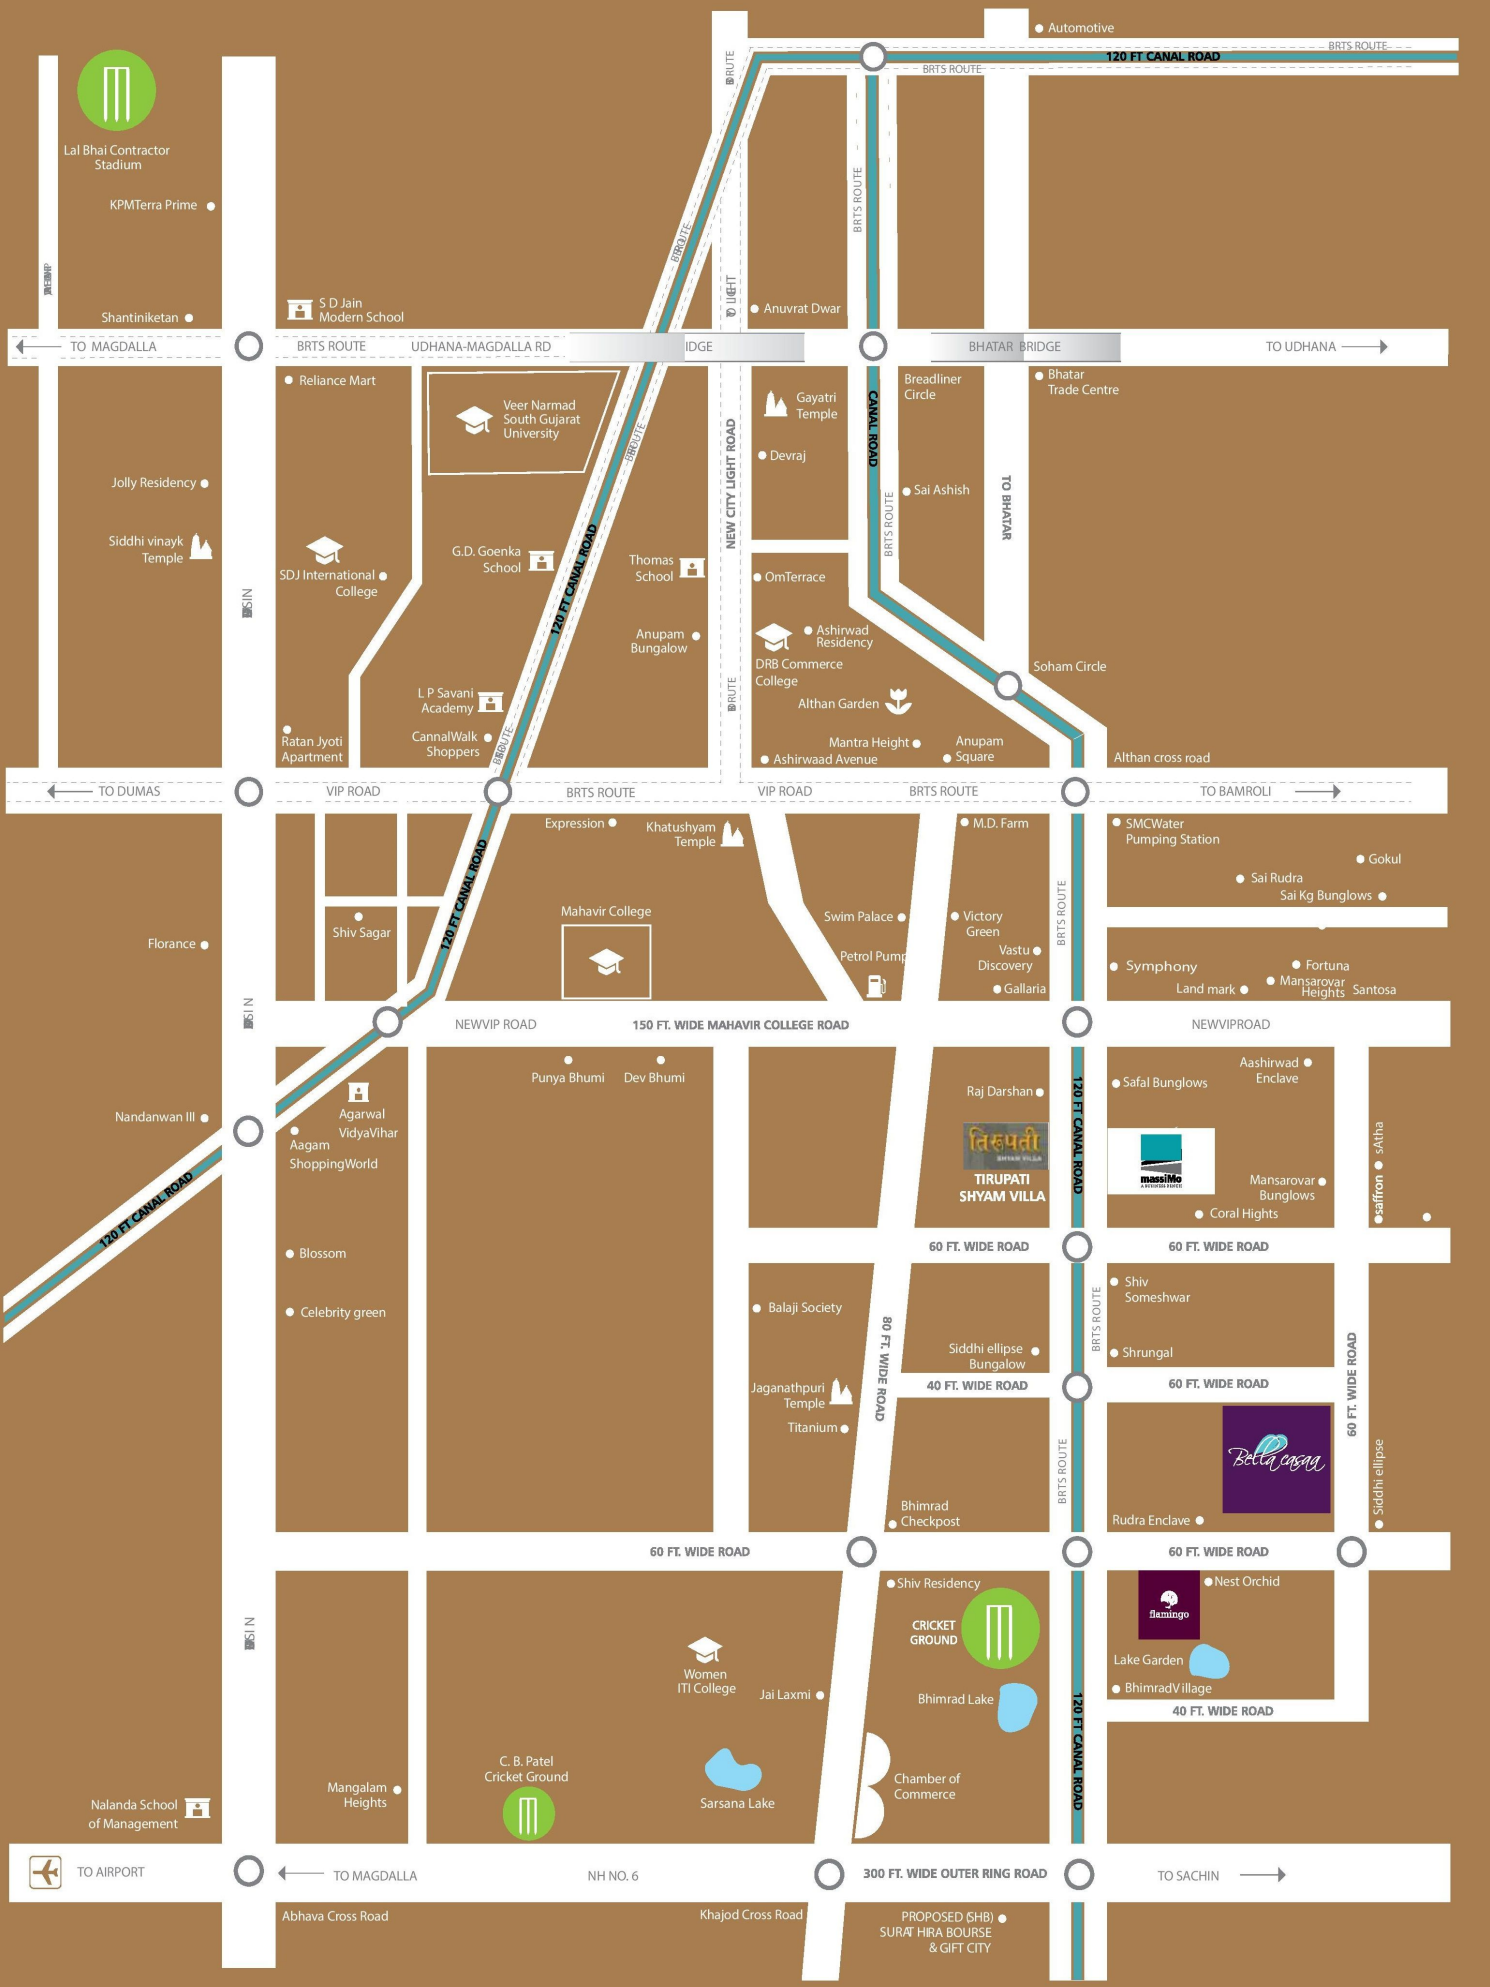 Automotive
BRTS ROUTE
120 FT CANAL ROAD
BRTS ROUTE
Lal Bhai Contractor
Stadium
KPMTerra Prime
BRTS ROUTE
S D Jain
Modern School
Shantiniketan
Anuvrat Dwar
TO MAGDALLA
BRTS ROUTE
UDHANA-MAGDALLA RD
IDGE
BHATAR BRIDGE
TO UDHANA
Reliance Mart
Breadliner
Circle
Bhatar
Trade Centre
Veer Narmad
South Gujarat
University
Gayatri
Temple
CANAL ROAD
NEW CITY LIGHT ROAD
Devraj
Jolly Residency
Sai Ashish
BRTS ROUTE
TO BHATAR
Siddhi vinayk
Temple
SDJ International
College
G.D. Goenka
School
120 FT CANAL ROAD
Thomas
School
OmTerrace
Anupam
Bungalow
Ashirwad
Residency
DRB Commerce
College
Soham Circle
L P Savani
Academy
Althan Garden
Ratan Jyoti
Apartment
CannalWalk
Shoppers
Mantra Height
Ashirwaad Avenue
Anupam
Square
Althan cross road
TO DUMAS
VIP ROAD
BRTS ROUTE
VIP ROAD
BRTS ROUTE
TO BAMROLI
Expression
Khatushyam
Temple
M.D. Farm
SMCWater
Pumping Station
Gokul
Sai Rudra
Sai Kg Bunglows
120 FT CANAL ROAD
BRTS ROUTE
Mahavir College
Shiv Sagar
Florance
Swim Palace
Victory
Green
Petrol Pump
Vastu
Discovery
Gallaria
Symphony
Fortuna
Land mark
Mansarovar
Heights
Santosa
NEWVIP ROAD
150 FT. WIDE MAHAVIR COLLEGE ROAD
NEWVIPROAD
Punya Bhumi
Dev Bhumi
Aashirwad
Enclave
Raj Darshan
Safal Bunglows
120 FT CANAL ROAD
Nandanwan III
Agarwal
VidyaVihar
Aagam
ShoppingWorld
तिरुपती
SHYAM VILLA
TIRUPATI
SHYAM VILLA
massiMo
sAtha
saffron
Mansarovar
Bunglows
Coral Hights
120 FT CANAL ROAD
60 FT. WIDE ROAD
60 FT. WIDE ROAD
Blossom
Celebrity green
Shiv
Someshwar
BRTS ROUTE
Balaji Society
80 FT. WIDE ROAD
Siddhi ellipse
Bungalow
Shrungal
60 FT. WIDE ROAD
40 FT. WIDE ROAD
60 FT. WIDE ROAD
Jaganathpuri
Temple
Titanium
BRTS ROUTE
Bella casaa
Siddhi ellipse
Bhimrad
Checkpost
Rudra Enclave
60 FT. WIDE ROAD
60 FT. WIDE ROAD
Shiv Residency
Nest Orchid
flamingo
CRICKET
GROUND
Women
ITI College
Lake Garden
BhimradVillage
Jai Laxmi
Bhimrad Lake
40 FT. WIDE ROAD
120 FT CANAL ROAD
C. B. Patel
Cricket Ground
Mangalam
Heights
Sarsana Lake
Chamber of
Commerce
Nalanda School
of Management
TO AIRPORT
TO MAGDALLA
NH NO. 6
300 FT. WIDE OUTER RING ROAD
TO SACHIN
Abhava Cross Road
Khajod Cross Road
PROPOSED (SHB)
SURAT HIRA BOURSE
& GIFT CITY